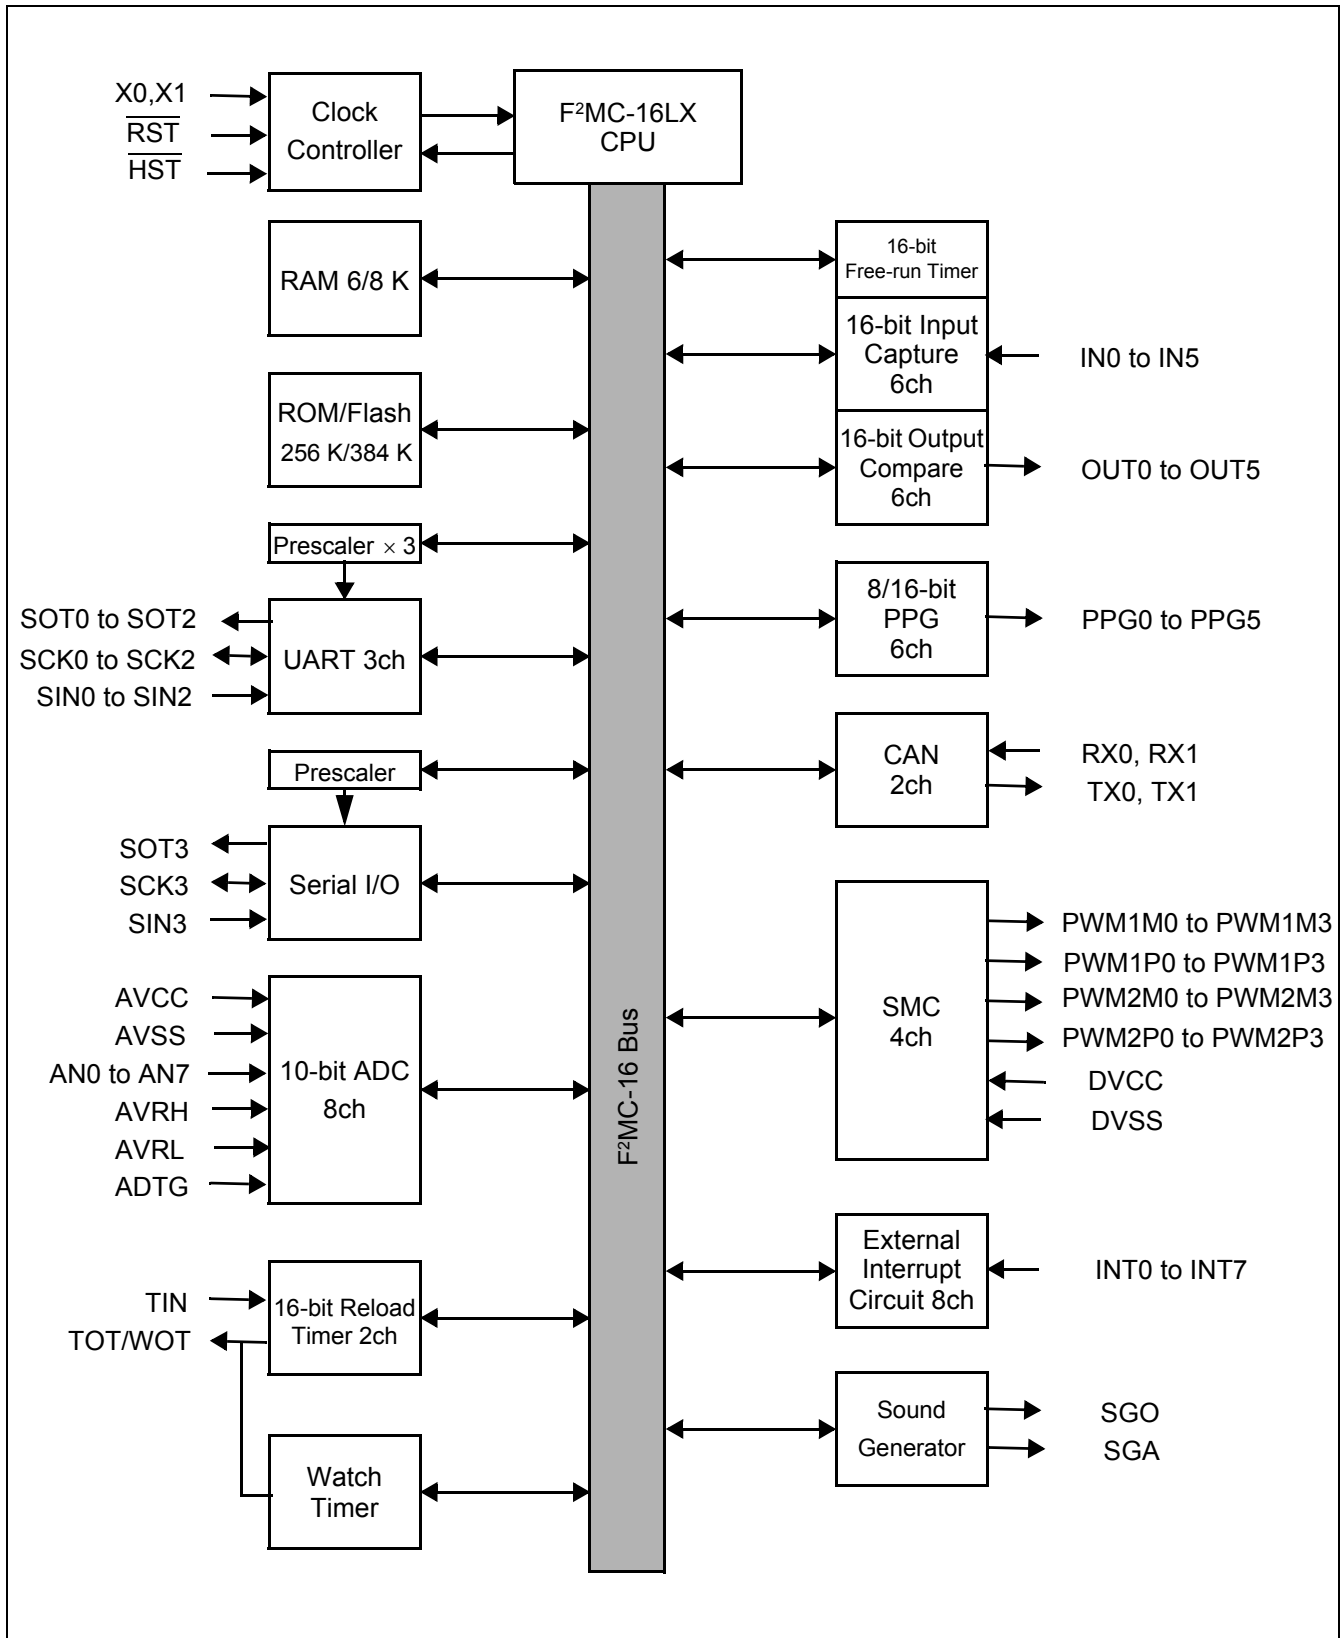 X0,X1
RST
HST
Clock
Controller
F²MC-16LX
CPU
RAM 6/8 K
ROM/Flash
256 K/384 K
Prescaler × 3
SOT0 to SOT2
SCK0 to SCK2
SIN0 to SIN2
UART 3ch
Prescaler
SOT3
SCK3
SIN3
Serial I/O
AVCC
AVSS
AN0 to AN7
AVRH
AVRL
ADTG
10-bit ADC
8ch
TIN
TOT/WOT
16-bit Reload
Timer 2ch
Watch
Timer
F²MC-16 Bus
16-bit
Free-run Timer
16-bit Input
Capture
6ch
IN0 to IN5
16-bit Output
Compare
6ch
OUT0 to OUT5
8/16-bit
PPG
6ch
PPG0 to PPG5
CAN
2ch
RX0, RX1
TX0, TX1
SMC
4ch
PWM1M0 to PWM1M3
PWM1P0 to PWM1P3
PWM2M0 to PWM2M3
PWM2P0 to PWM2P3
DVCC
DVSS
External
Interrupt
Circuit 8ch
INT0 to INT7
Sound
Generator
SGO
SGA